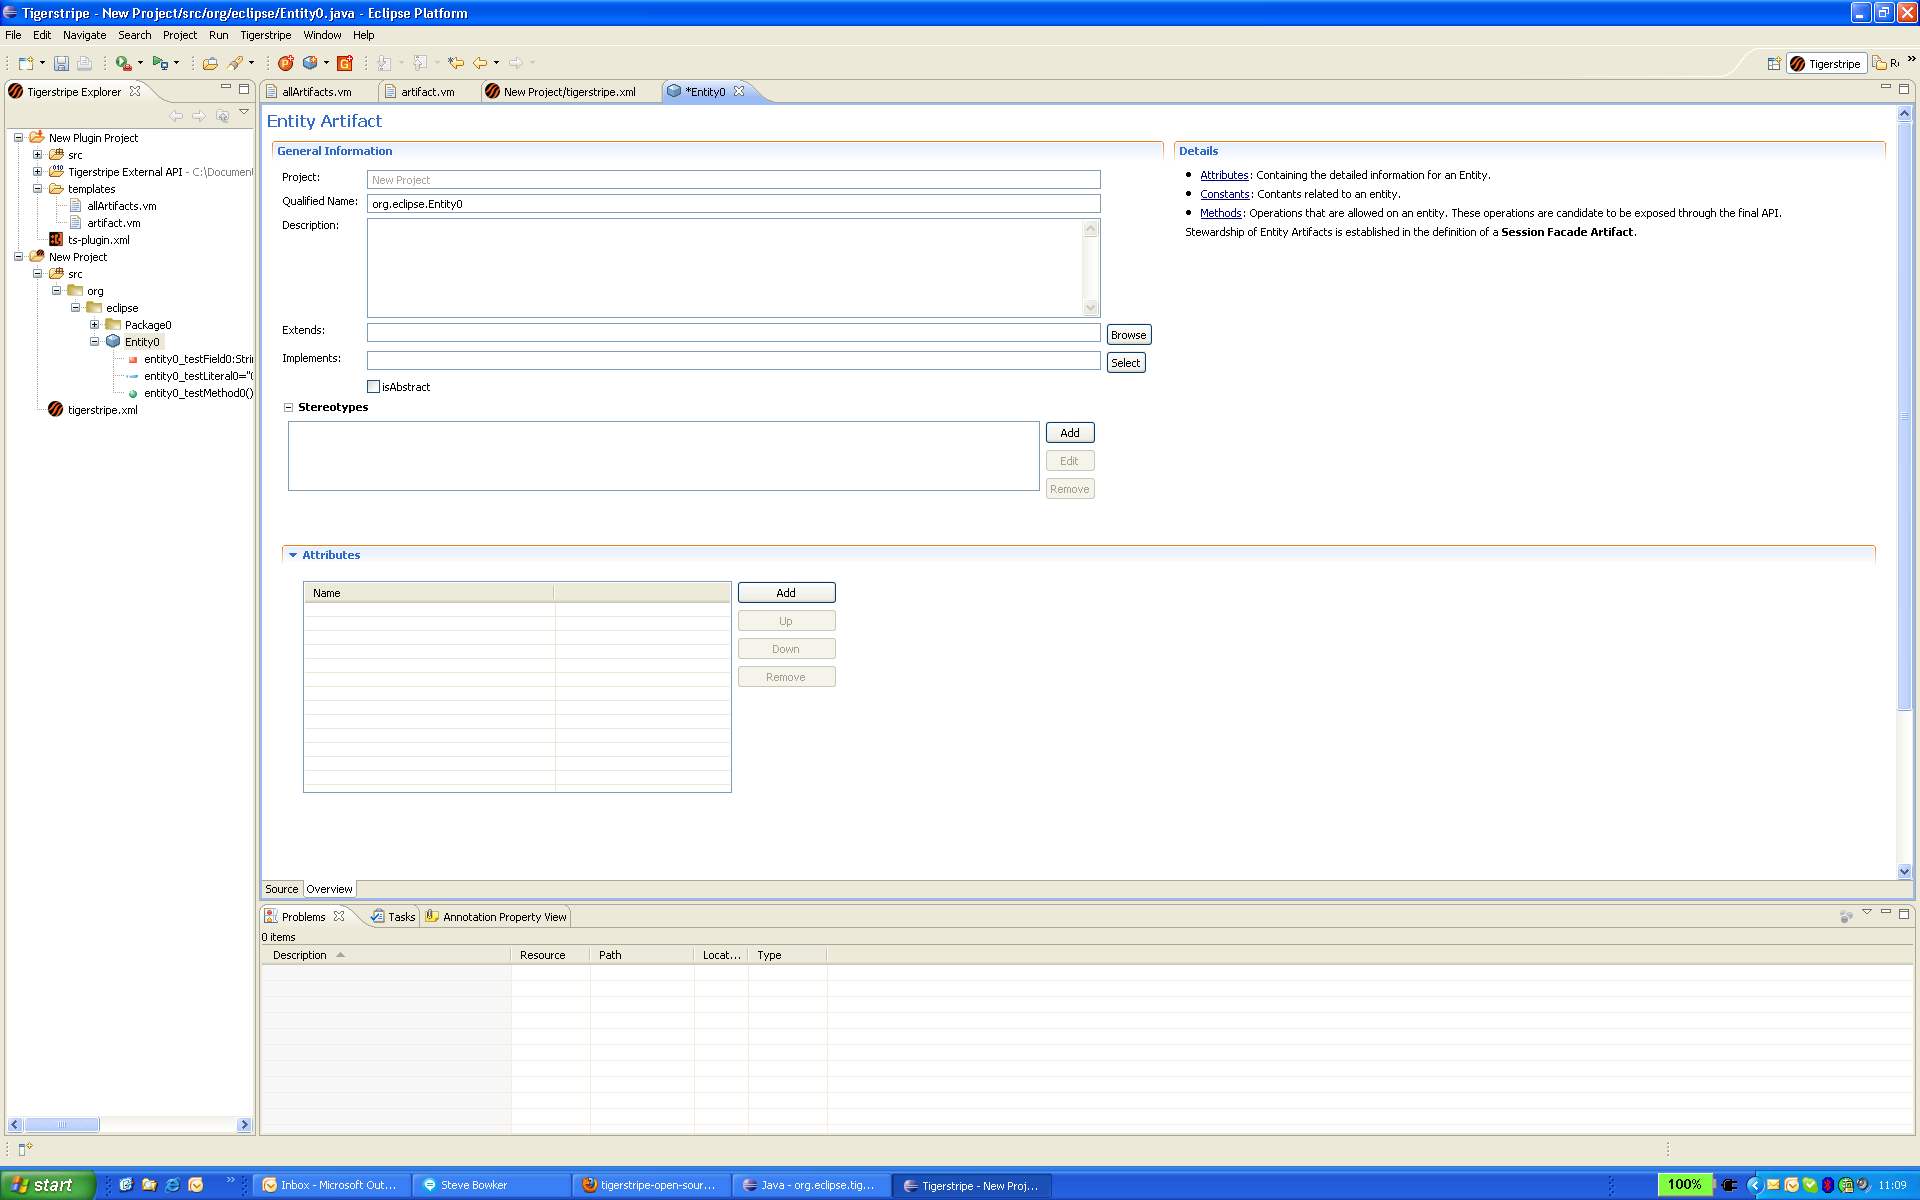 Tigerstripe - New Project/src/org/eclipse/Entity0.java - Eclipse Platform
File Edit Navigate Search Project Run Tigerstripe Window Help
Tigerstripe
Tigerstripe Explorer
allArtifacts.vm
artifact.vm
New Project/tigerstripe.xml
*Entity0
New Plugin Project
src
Tigerstripe External API - C:\Document
templates
allArtifacts.vm
artifact.vm
ts-plugin.xml
New Project
src
org
eclipse
Package0
Entity0
entity0_testField0:Stri
entity0_testLiteral0="
entity0_testMethod0()
tigerstripe.xml
Entity Artifact
General Information
Project: New Project
Qualified Name: org.eclipse.Entity0
Description:
Extends: Browse
Implements: Select
isAbstract
Stereotypes
Add
Edit
Remove
Details
Attributes: Containing the detailed information for an Entity.
Constants: Contants related to an entity.
Methods: Operations that are allowed on an entity. These operations are candidate to be exposed through the final API.
Stewardship of Entity Artifacts is established in the definition of a Session Facade Artifact.
Attributes
Name
Add
Up
Down
Remove
Source Overview
Problems Tasks Annotation Property View
0 items
Description Resource Path Locat... Type
start
Inbox - Microsoft Out...
Steve Bowker
tigerstripe-open-sour...
Java - org.eclipse.tig...
Tigerstripe - New Proj...
100%
11:09